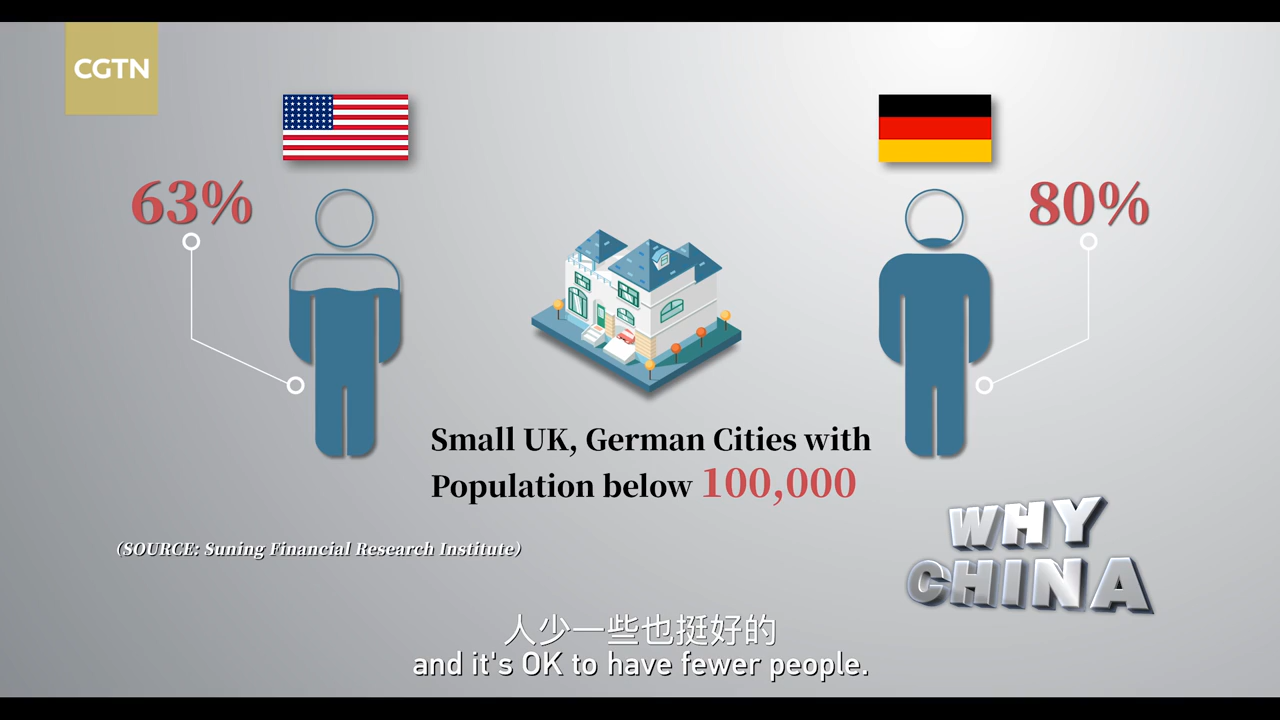 CGTN
63%
80%
Small UK, German Cities with
Population below 100,000
(SOURCE: Suning Financial Research Institute)
WHY
CHINA
人少一些也挺好的
and it's OK to have fewer people.